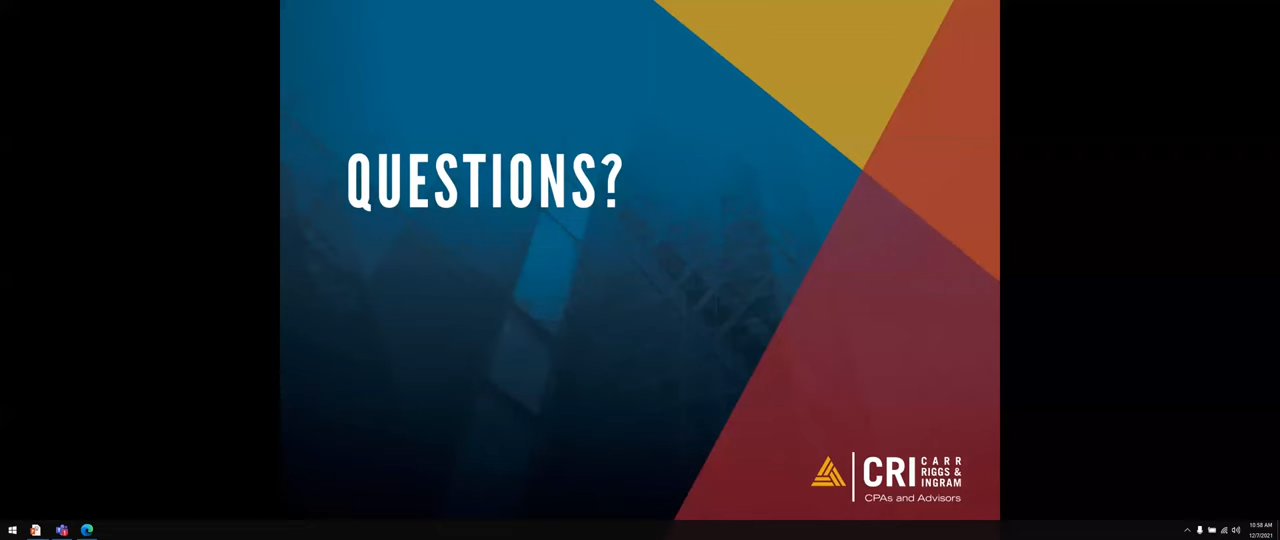 QUESTIONS?
CRI
CARR
RIGGS &
INGRAM
CPAs and Advisors
10:58 AM
12/7/2021